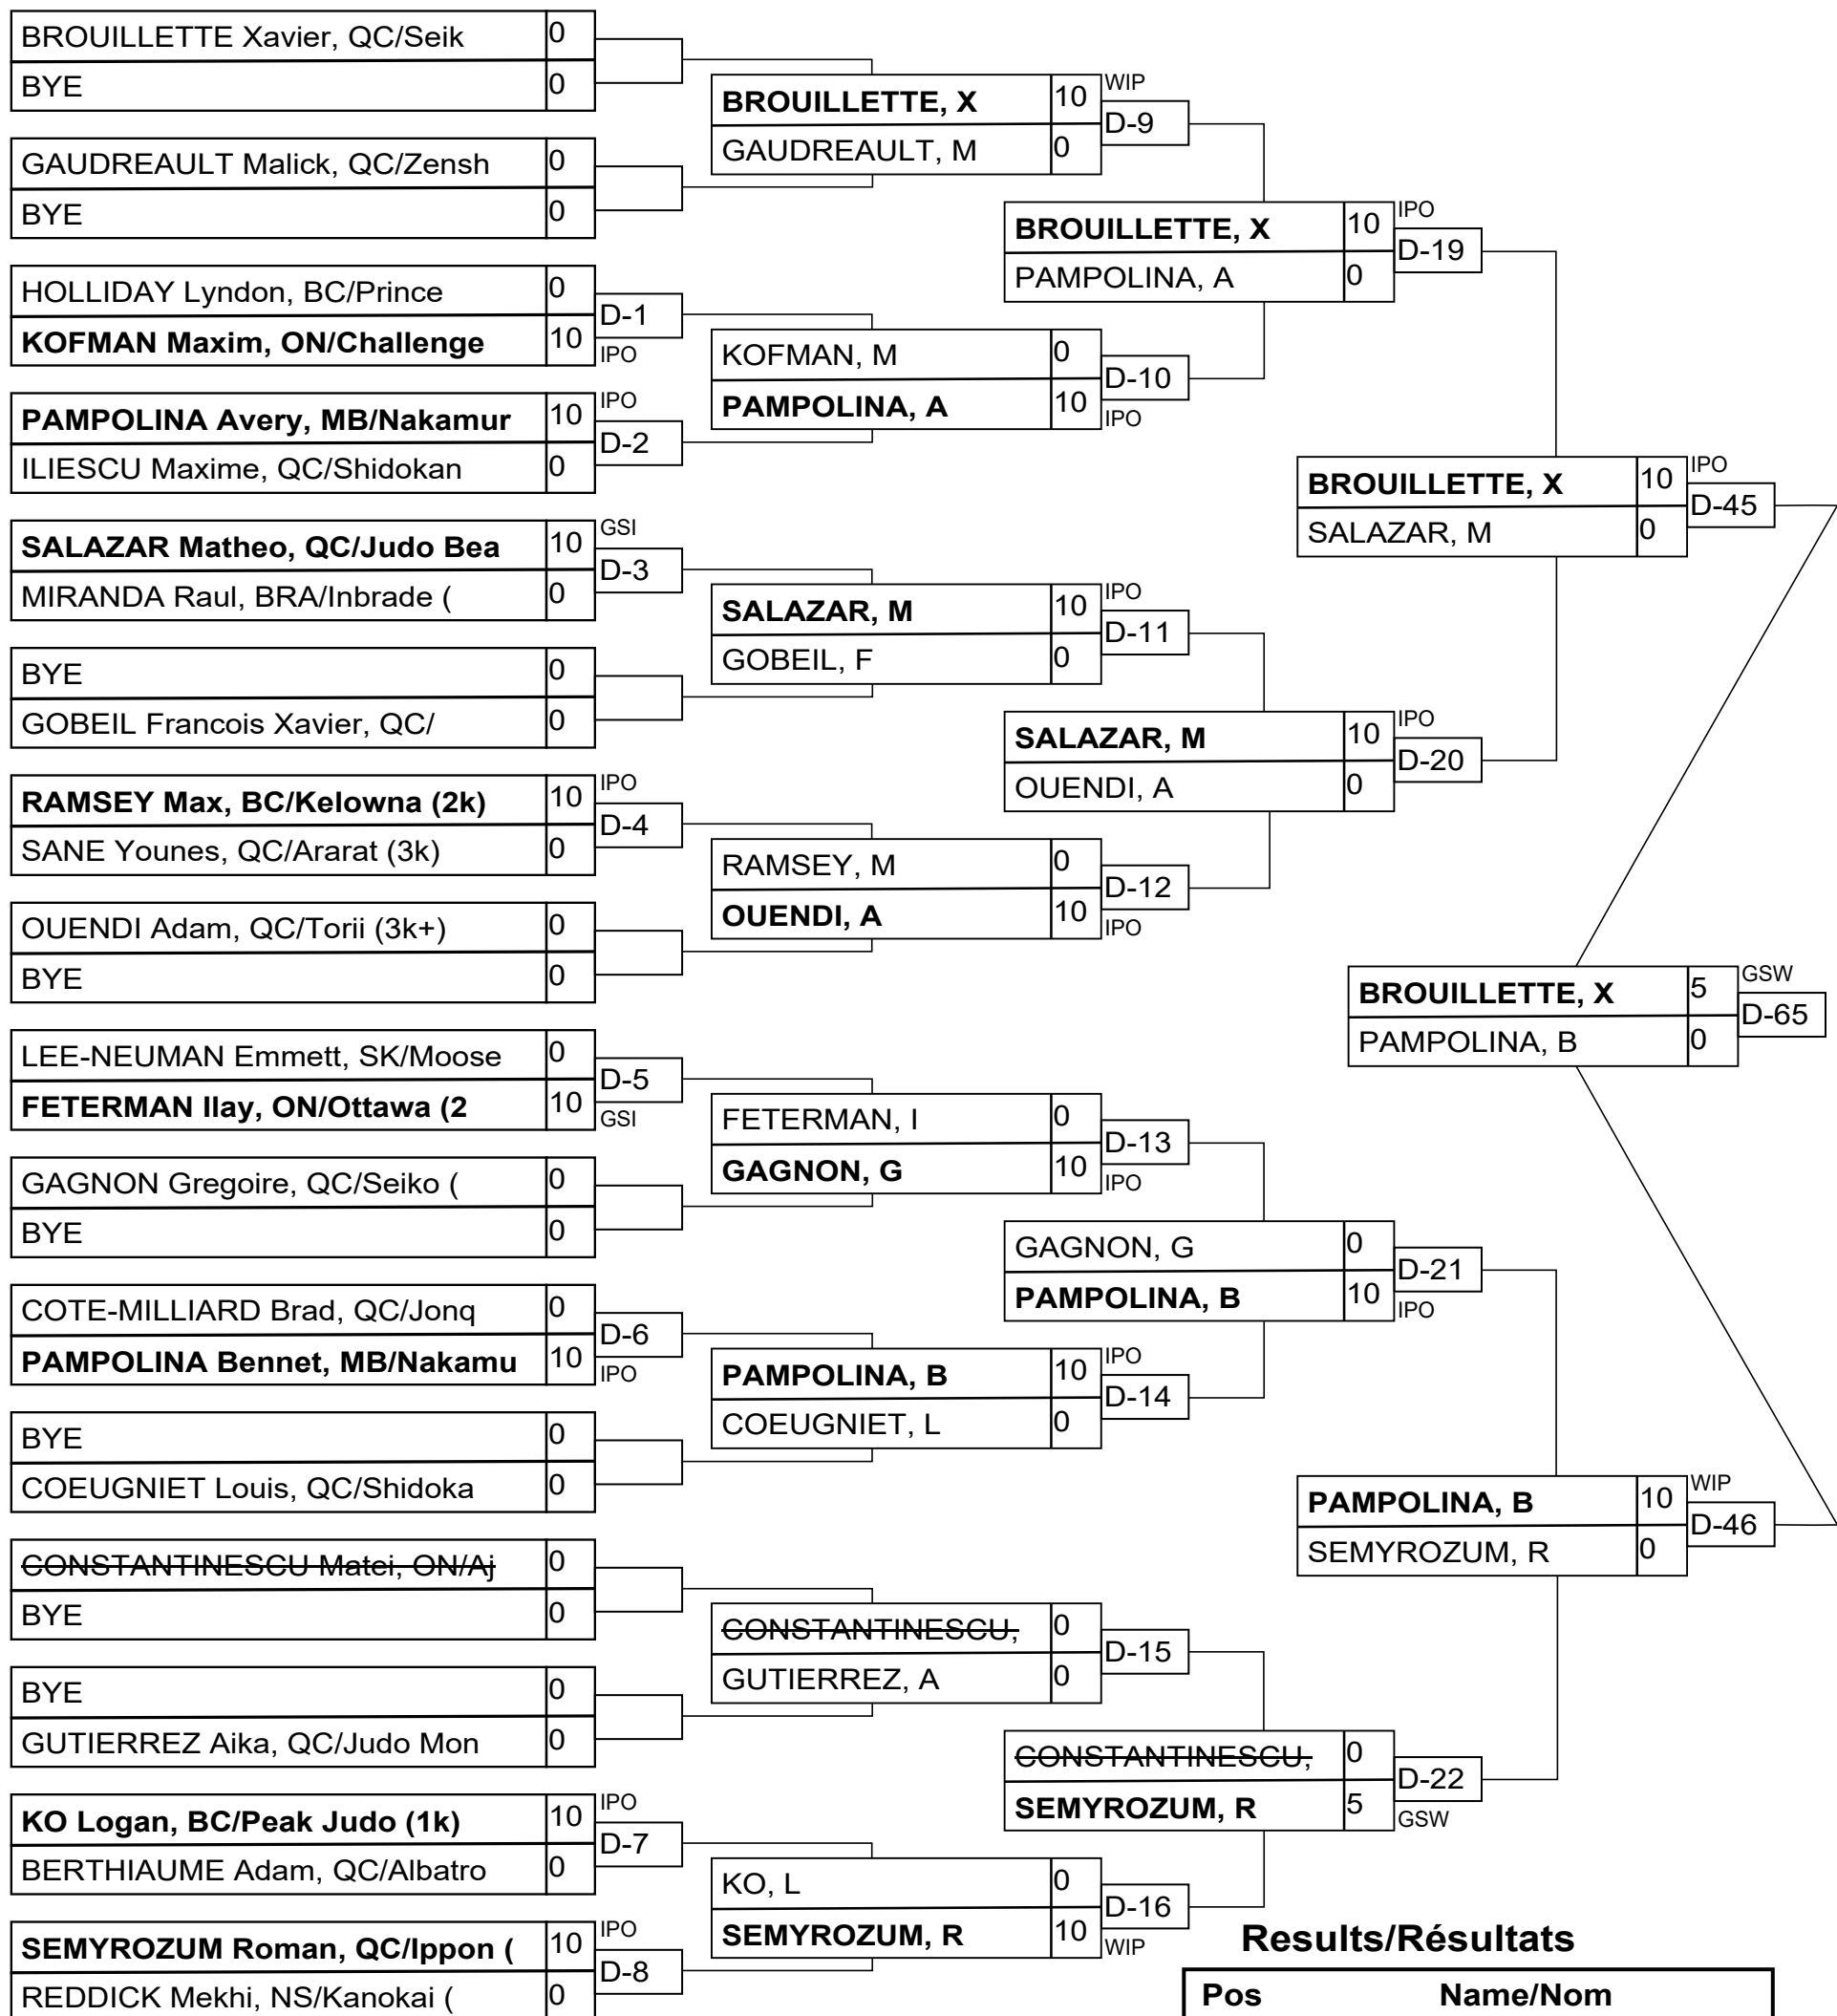 BROUILLETTE Xavier, QC/Seik 0
BYE 0
GAUDREAULT Malick, QC/Zensh 0
BYE 0
HOLLIDAY Lyndon, BC/Prince 0
D-1
KOFMAN Maxim, ON/Challenge 10
IPO
PAMPOLINA Avery, MB/Nakamur 10 IPO
D-2
ILIESCU Maxime, QC/Shidokan 0
SALAZAR Matheo, QC/Judo Bea 10 GSI
D-3
MIRANDA Raul, BRA/Inbrade ( 0
BYE 0
GOBEIL Francois Xavier, QC/ 0
RAMSEY Max, BC/Kelowna (2k) 10 IPO
D-4
SANE Younes, QC/Ararat (3k) 0
OUENDI Adam, QC/Torii (3k+) 0
BYE 0
LEE-NEUMAN Emmett, SK/Moose 0
D-5
FETERMAN Ilay, ON/Ottawa (2 10
GSI
GAGNON Gregoire, QC/Seiko ( 0
BYE 0
COTE-MILLIARD Brad, QC/Jonq 0
D-6
PAMPOLINA Bennet, MB/Nakamu 10
IPO
BYE 0
COEUGNIET Louis, QC/Shidoka 0
CONSTANTINESCU Matei, ON/Aj 0
BYE 0
BYE 0
GUTIERREZ Aika, QC/Judo Mon 0
KO Logan, BC/Peak Judo (1k) 10 IPO
D-7
BERTHIAUME Adam, QC/Albatro 0
SEMYROZUM Roman, QC/Ippon ( 10 IPO
D-8
REDDICK Mekhi, NS/Kanokai ( 0
BROUILLETTE, X 10 WIP
D-9
GAUDREAULT, M 0
KOFMAN, M 0
D-10
PAMPOLINA, A 10
IPO
SALAZAR, M 10 IPO
D-11
GOBEIL, F 0
RAMSEY, M 0
D-12
OUENDI, A 10
IPO
FETERMAN, I 0
D-13
GAGNON, G 10
IPO
PAMPOLINA, B 10 IPO
D-14
COEUGNIET, L 0
CONSTANTINESCU, 0
D-15
GUTIERREZ, A 0
KO, L 0
D-16
SEMYROZUM, R 10
WIP
BROUILLETTE, X 10 IPO
D-19
PAMPOLINA, A 0
SALAZAR, M 10 IPO
D-20
OUENDI, A 0
GAGNON, G 0
D-21
PAMPOLINA, B 10
IPO
CONSTANTINESCU, 0
D-22
SEMYROZUM, R 5
GSW
BROUILLETTE, X 10 IPO
D-45
SALAZAR, M 0
PAMPOLINA, B 10 WIP
D-46
SEMYROZUM, R 0
BROUILLETTE, X 5 GSW
D-65
PAMPOLINA, B 0
Results/Résultats
Pos Name/Nom